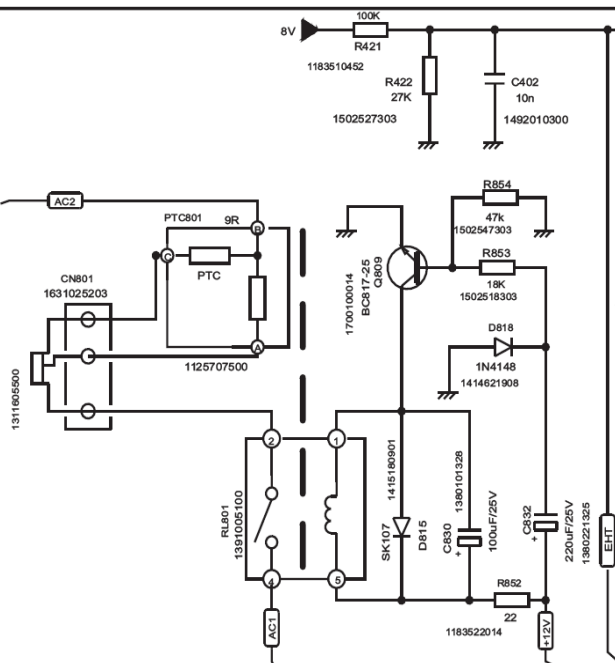 100K
8V
R421
1183510452
R422
27K
C402
10n
1502527303
1492010300
AC2
PTC801
9R
B
C
PTC
A
1125707500
CN801
1631025203
1311605500
R854
47k
1502547303
R853
18K
1502518303
BC817-25
Q809
1700100014
D818
1N4148
1414621908
2
1
RL801
1391005100
4
5
AC1
1415180901
SK107
D815
1380101328
C830
100uF/25V
+
C832
220uF/25V
+
1380221325
EHT
R852
22
1183522014
+12V